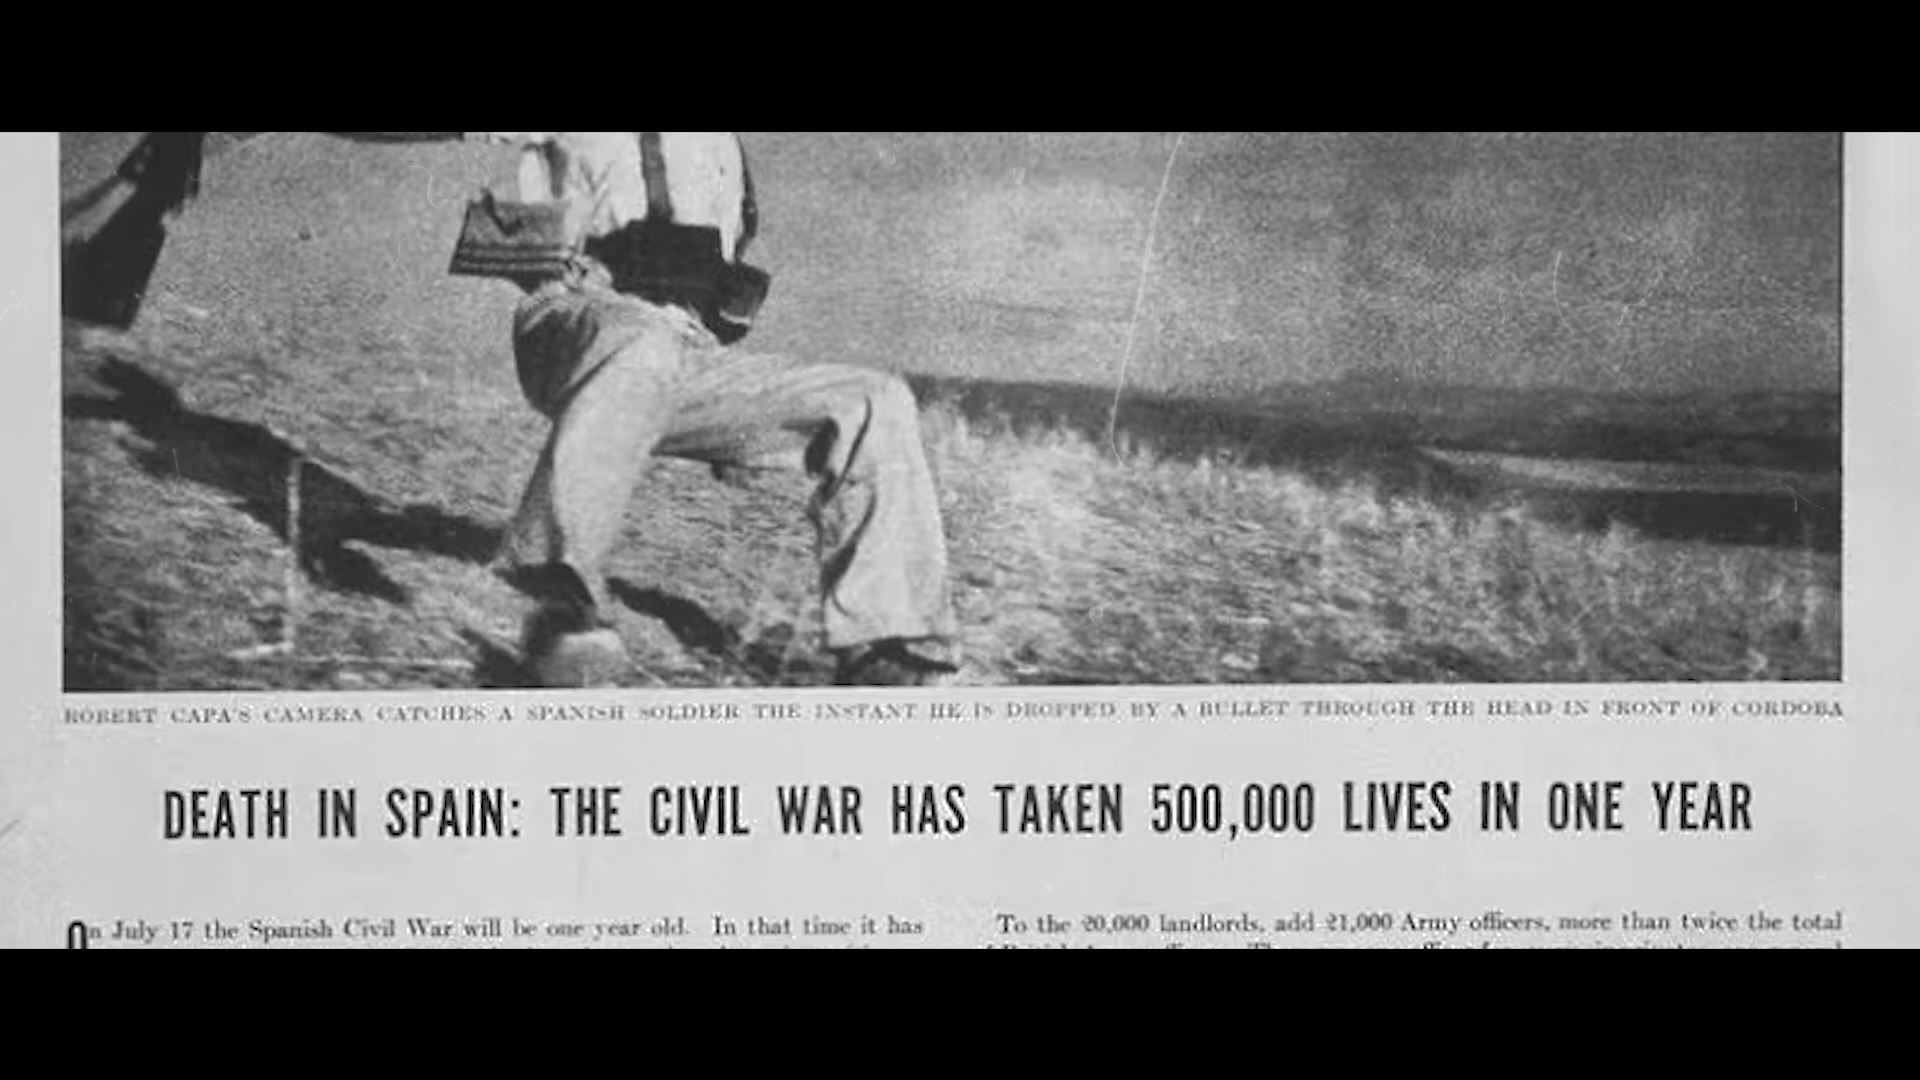 ROBERT CAPA'S CAMERA CATCHES A SPANISH SOLDIER THE INSTANT HE IS DROPPED BY A BULLET THROUGH THE HEAD IN FRONT OF CORDOBA
DEATH IN SPAIN: THE CIVIL WAR HAS TAKEN 500,000 LIVES IN ONE YEAR
On July 17 the Spanish Civil War will be one year old. In that time it has
To the 20,000 landlords, add 21,000 Army officers, more than twice the total